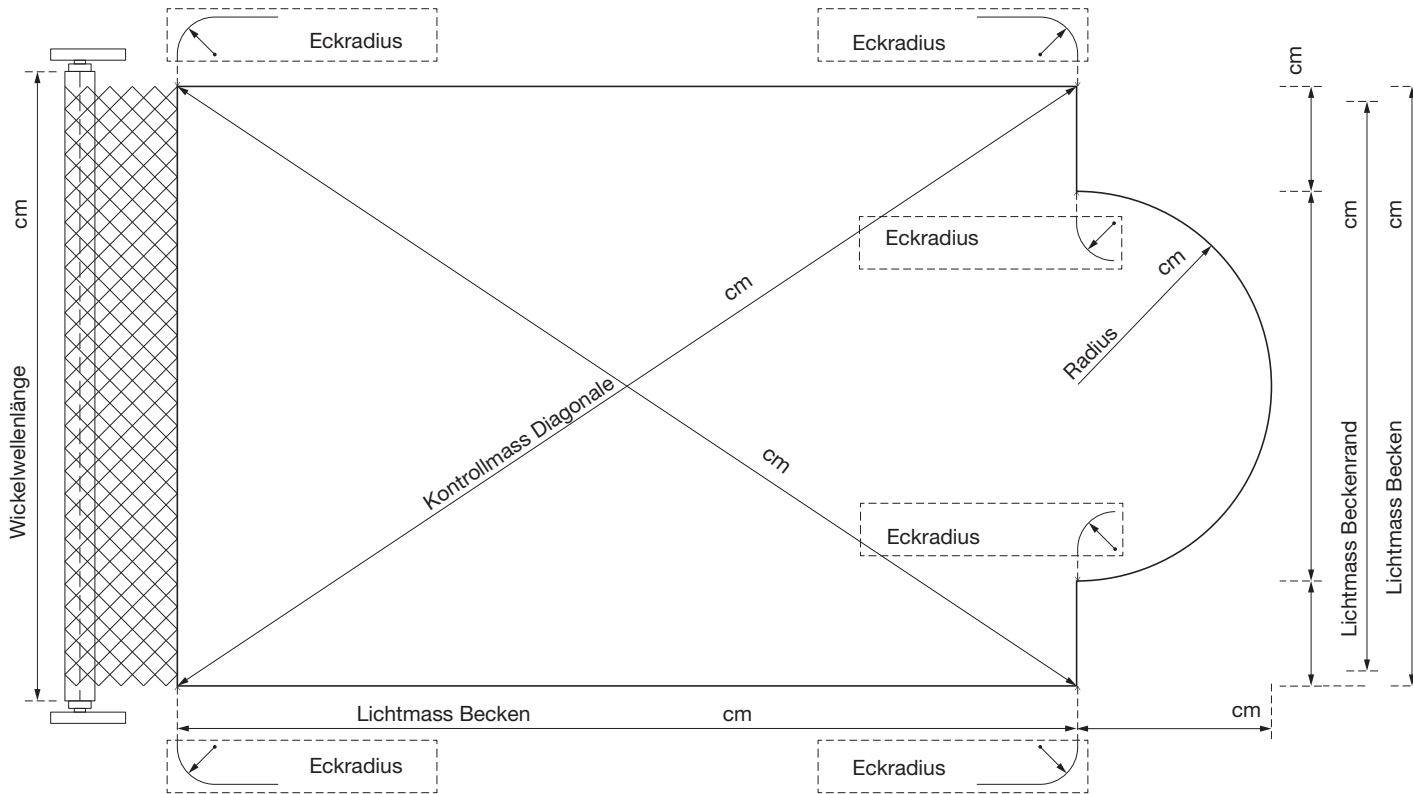 Eckradius
Eckradius
cm
cm
cm
cm
Eckradius
cm
cm
Radius
Kontrollmass Diagonale
cm
Wickelwellenlänge
Lichtmass Beckenrand
Lichtmass Becken
Eckradius
Lichtmass Becken cm
cm
Eckradius
Eckradius